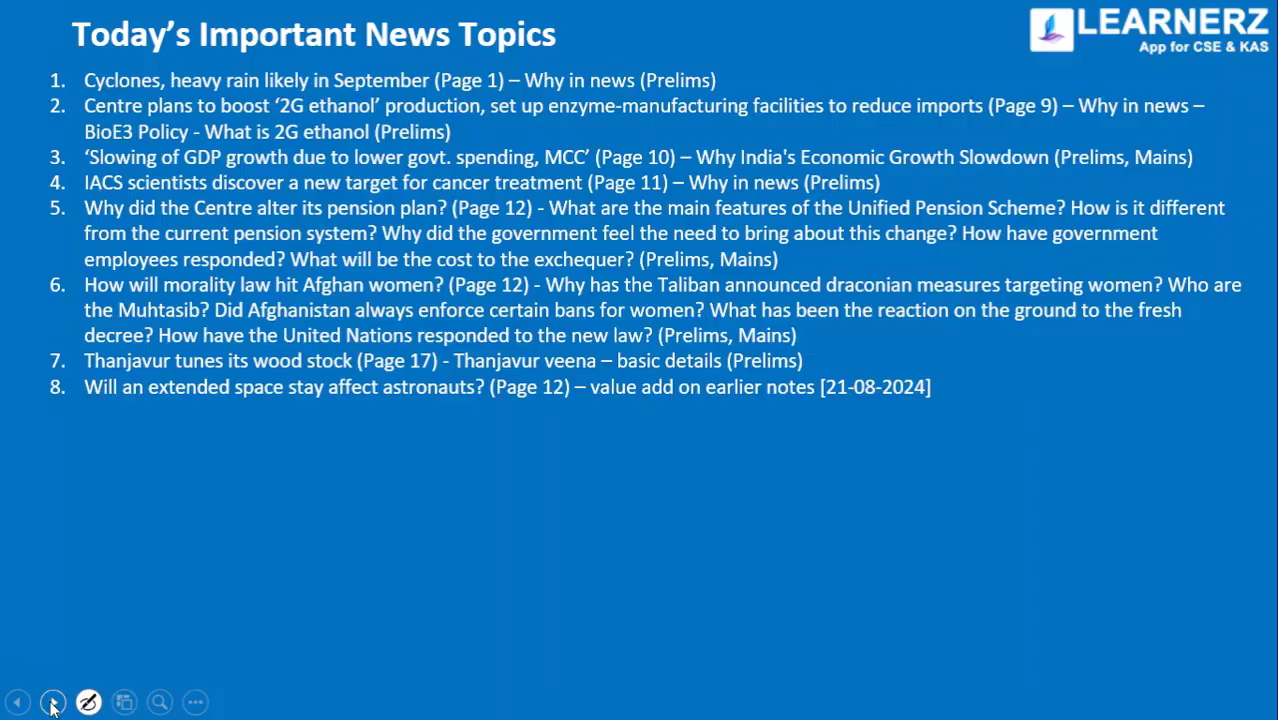 Today's Important News Topics
LEARNERZ
App for CSE & KAS
1. Cyclones, heavy rain likely in September (Page 1) – Why in news (Prelims)
2. Centre plans to boost ‘2G ethanol’ production, set up enzyme-manufacturing facilities to reduce imports (Page 9) – Why in news –
BioE3 Policy - What is 2G ethanol (Prelims)
3. ‘Slowing of GDP growth due to lower govt. spending, MCC’ (Page 10) – Why India's Economic Growth Slowdown (Prelims, Mains)
4. IACS scientists discover a new target for cancer treatment (Page 11) – Why in news (Prelims)
5. Why did the Centre alter its pension plan? (Page 12) - What are the main features of the Unified Pension Scheme? How is it different
from the current pension system? Why did the government feel the need to bring about this change? How have government
employees responded? What will be the cost to the exchequer? (Prelims, Mains)
6. How will morality law hit Afghan women? (Page 12) - Why has the Taliban announced draconian measures targeting women? Who are
the Muhtasib? Did Afghanistan always enforce certain bans for women? What has been the reaction on the ground to the fresh
decree? How have the United Nations responded to the new law? (Prelims, Mains)
7. Thanjavur tunes its wood stock (Page 17) - Thanjavur veena – basic details (Prelims)
8. Will an extended space stay affect astronauts? (Page 12) – value add on earlier notes [21-08-2024]